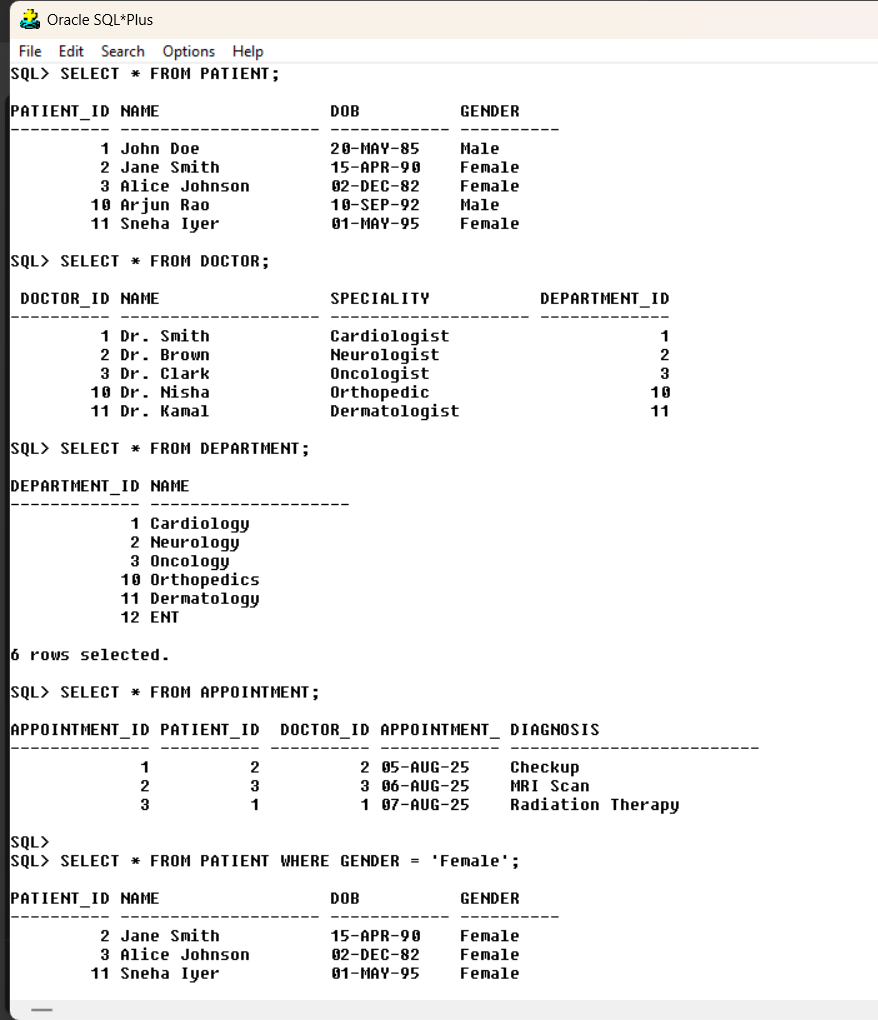 Oracle SQL*Plus
File Edit Search Options Help
SQL> SELECT * FROM PATIENT;
PATIENT_ID NAME                 DOB          GENDER
---------- -------------------- ------------ ----------
         1 John Doe             20-MAY-85    Male
         2 Jane Smith           15-APR-90    Female
         3 Alice Johnson        02-DEC-82    Female
        10 Arjun Rao            10-SEP-92    Male
        11 Sneha Iyer           01-MAY-95    Female
SQL> SELECT * FROM DOCTOR;
 DOCTOR_ID NAME                 SPECIALITY           DEPARTMENT_ID
---------- -------------------- -------------------- -------------
         1 Dr. Smith            Cardiologist                     1
         2 Dr. Brown            Neurologist                      2
         3 Dr. Clark            Oncologist                       3
        10 Dr. Nisha            Orthopedic                      10
        11 Dr. Kamal            Dermatologist                   11
SQL> SELECT * FROM DEPARTMENT;
DEPARTMENT_ID NAME
------------- --------------------
            1 Cardiology
            2 Neurology
            3 Oncology
           10 Orthopedics
           11 Dermatology
           12 ENT
6 rows selected.
SQL> SELECT * FROM APPOINTMENT;
APPOINTMENT_ID PATIENT_ID  DOCTOR_ID APPOINTMENT_ DIAGNOSIS
-------------- ---------- ---------- ------------ -------------------------
             1          2          2 05-AUG-25    Checkup
             2          3          3 06-AUG-25    MRI Scan
             3          1          1 07-AUG-25    Radiation Therapy
SQL>
SQL> SELECT * FROM PATIENT WHERE GENDER = 'Female';
PATIENT_ID NAME                 DOB          GENDER
---------- -------------------- ------------ ----------
         2 Jane Smith           15-APR-90    Female
         3 Alice Johnson        02-DEC-82    Female
        11 Sneha Iyer           01-MAY-95    Female